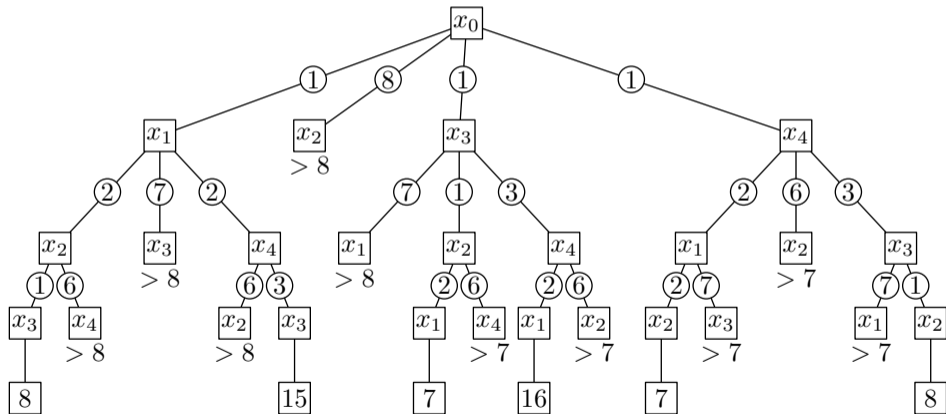 x₀
1 8 1 1
x₁ x₂ x₃ x₄
> 8
2 7 2 7 1 3 2 6 3
x₂ x₃ x₄ x₁ x₂ x₄ x₁ x₂ x₃
> 8 > 8 > 7
1 6 6 3 2 6 2 6 2 7 7 1
x₃ x₄ x₂ x₃ x₁ x₄ x₁ x₂ x₂ x₃ x₁ x₂
> 8 > 8 > 7 > 7 > 7 > 7
8 15 7 16 7 8